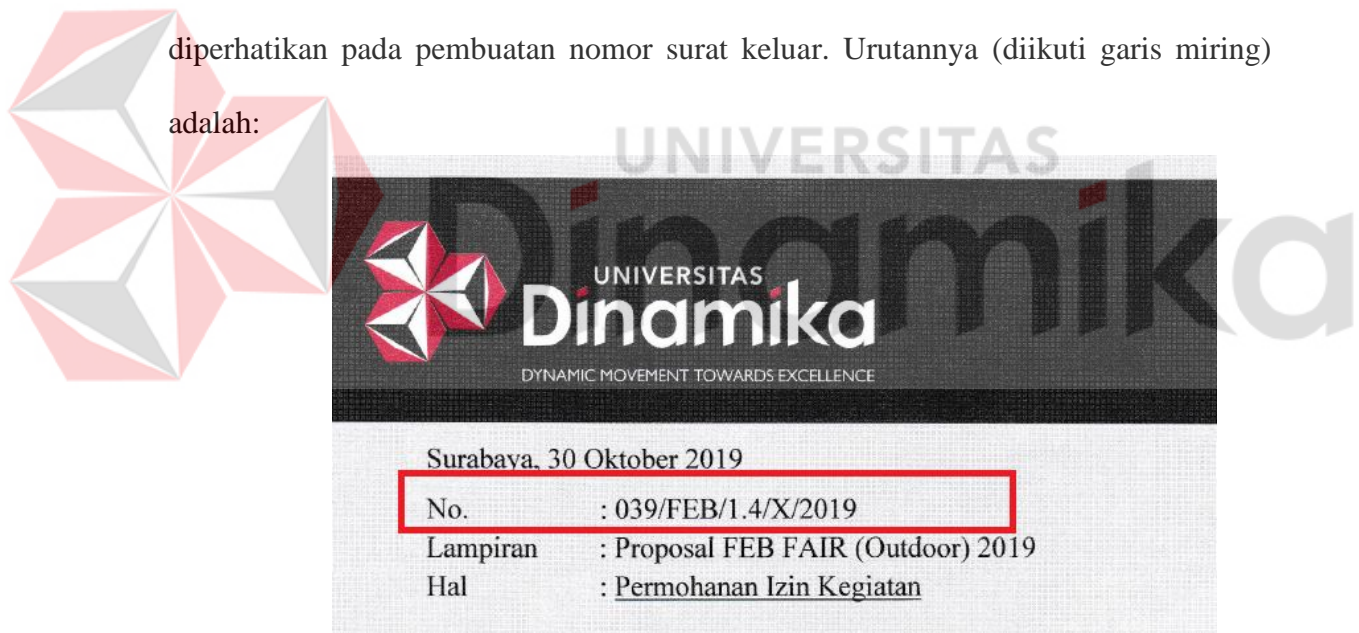 diperhatikan pada pembuatan nomor surat keluar. Urutannya (diikuti garis miring)
adalah:
UNIVERSITAS
Dinamika
UNIVERSITAS
Dinamika
DYNAMIC MOVEMENT TOWARDS EXCELLENCE
Surabaya, 30 Oktober 2019
No. : 039/FEB/1.4/X/2019
Lampiran : Proposal FEB FAIR (Outdoor) 2019
Hal : Permohanan Izin Kegiatan